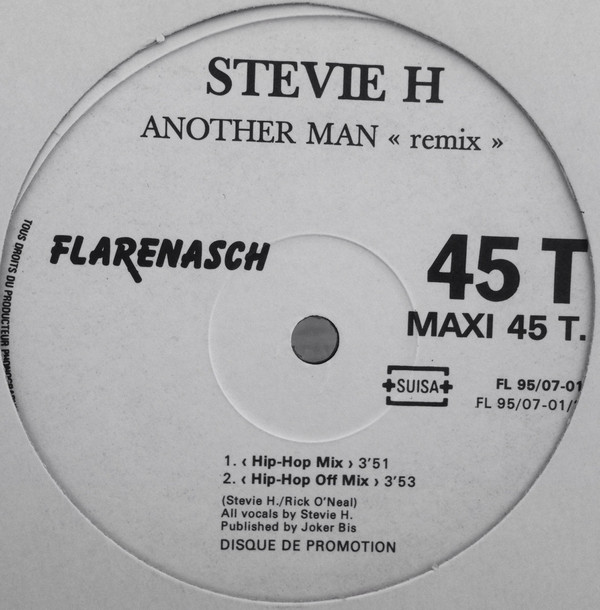 STEVIE H
ANOTHER MAN « remix »
TOUS DROITS DU PRODUCTEUR
FLARENASCH
45 T
MAXI 45 T.
SUISA
FL 95/07-01
FL 95/07-01/
1. ‹ Hip-Hop Mix › 3'51
2. ‹ Hip-Hop Off Mix › 3'53
(Stevie H./Rick O'Neal)
All vocals by Stevie H.
Published by Joker Bis
DISQUE DE PROMOTION